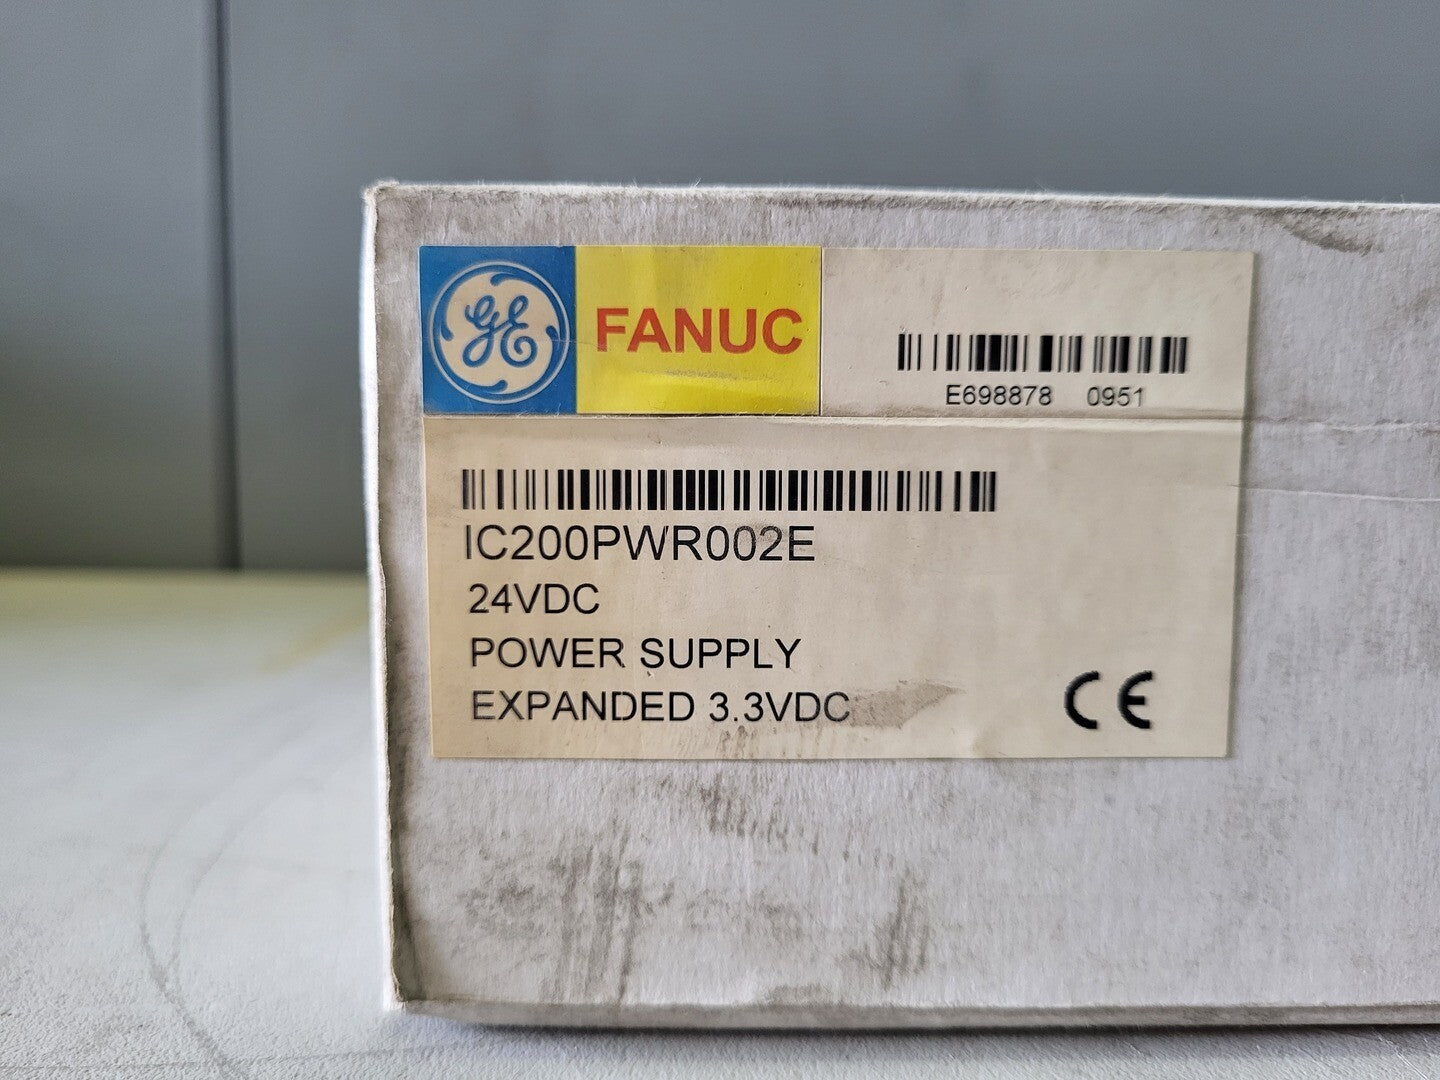 GE FANUC
E698878 0951
IC200PWR002E
24VDC
POWER SUPPLY
EXPANDED 3.3VDC
CE